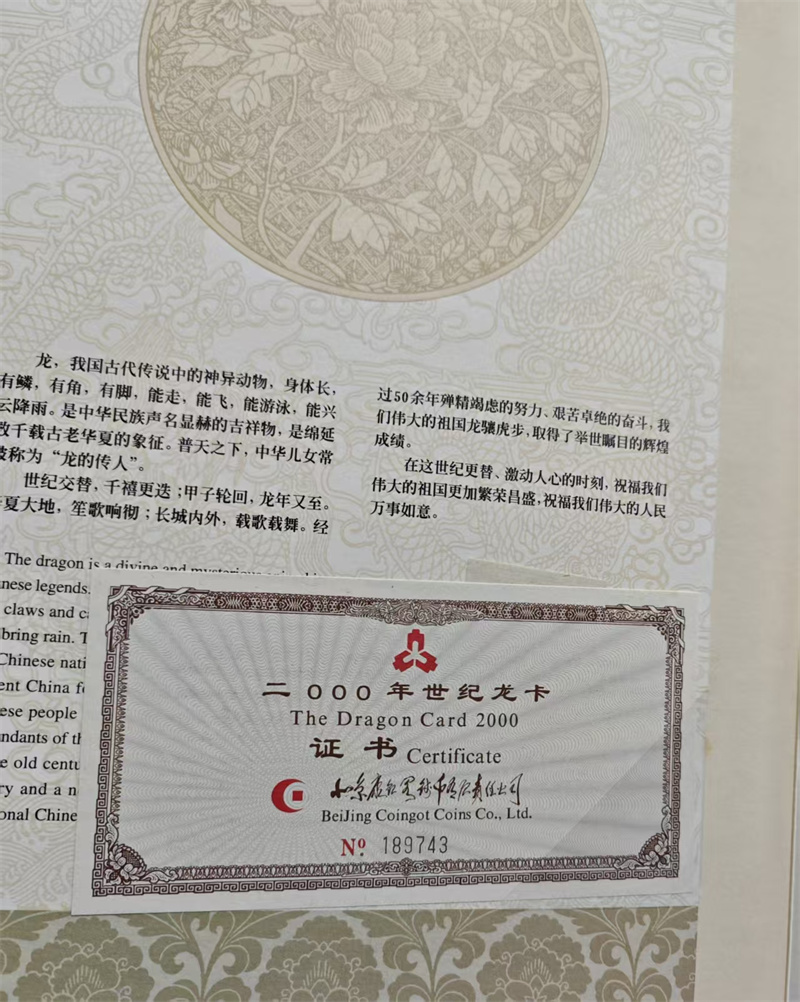 龙，我国古代传说中的神异动物，身体长，
有鳞，有角，有脚，能走，能飞，能游泳，能兴
云降雨。是中华民族声名显赫的吉祥物，是绵延
数千载古老华夏的象征。普天之下，中华儿女常
被称为“龙的传人”。
世纪交替，千禧更迭；甲子轮回，龙年又至。
夏大地，笙歌响彻；长城内外，载歌载舞。经
过50余年殚精竭虑的努力、艰苦卓绝的奋斗，我
们伟大的祖国龙骧虎步，取得了举世瞩目的辉煌
成绩。
在这世纪更替、激动人心的时刻，祝福我们
伟大的祖国更加繁荣昌盛，祝福我们伟大的人民
万事如意。
The dragon is a divine and mysterious
legends.
claws and
bring rain.
Chinese
China
people
of
old
and a
Chine
二000年世纪龙卡
The Dragon Card 2000
证书 Certificate
北京康银阁钱币有限责任公司
BeiJing Coingot Coins Co., Ltd.
Nº 189743